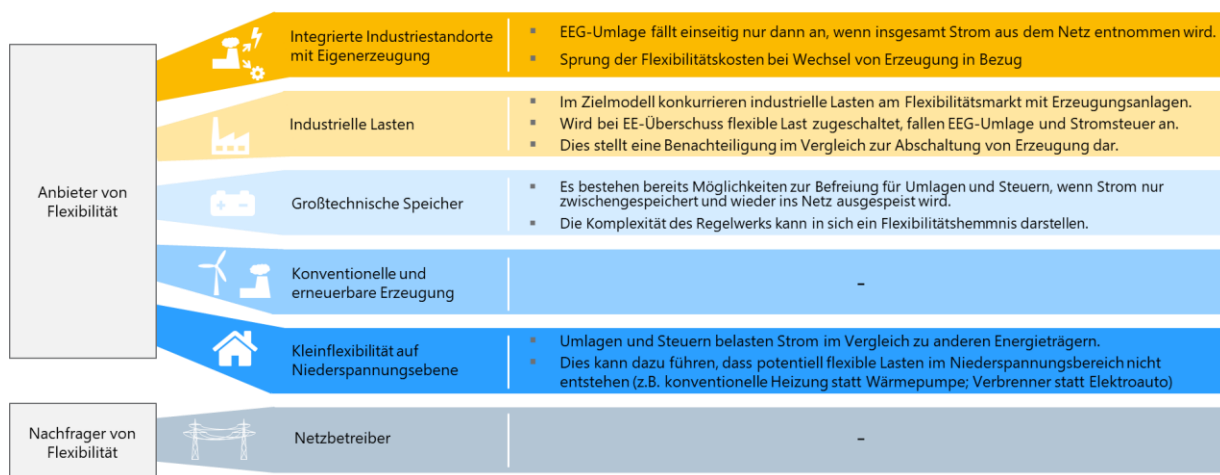 Anbieter von
Flexibilität
Integrierte Industriestandorte
mit Eigenerzeugung
▪ EEG-Umlage fällt einseitig nur dann an, wenn insgesamt Strom aus dem Netz entnommen wird.
▪ Sprung der Flexibilitätskosten bei Wechsel von Erzeugung in Bezug
Industrielle Lasten
▪ Im Zielmodell konkurrieren industrielle Lasten am Flexibilitätsmarkt mit Erzeugungsanlagen.
▪ Wird bei EE-Überschuss flexible Last zugeschaltet, fallen EEG-Umlage und Stromsteuer an.
▪ Dies stellt eine Benachteiligung im Vergleich zur Abschaltung von Erzeugung dar.
Großtechnische Speicher
▪ Es bestehen bereits Möglichkeiten zur Befreiung für Umlagen und Steuern, wenn Strom nur
zwischengespeichert und wieder ins Netz ausgespeist wird.
▪ Die Komplexität des Regelwerks kann in sich ein Flexibilitätshemmnis darstellen.
Konventionelle und
erneuerbare Erzeugung
-
Kleinflexibilität auf
Niederspannungsebene
▪ Umlagen und Steuern belasten Strom im Vergleich zu anderen Energieträgern.
▪ Dies kann dazu führen, dass potentiell flexible Lasten im Niederspannungsbereich nicht
entstehen (z.B. konventionelle Heizung statt Wärmepumpe; Verbrenner statt Elektroauto)
Nachfrager von
Flexibilität
Netzbetreiber
-